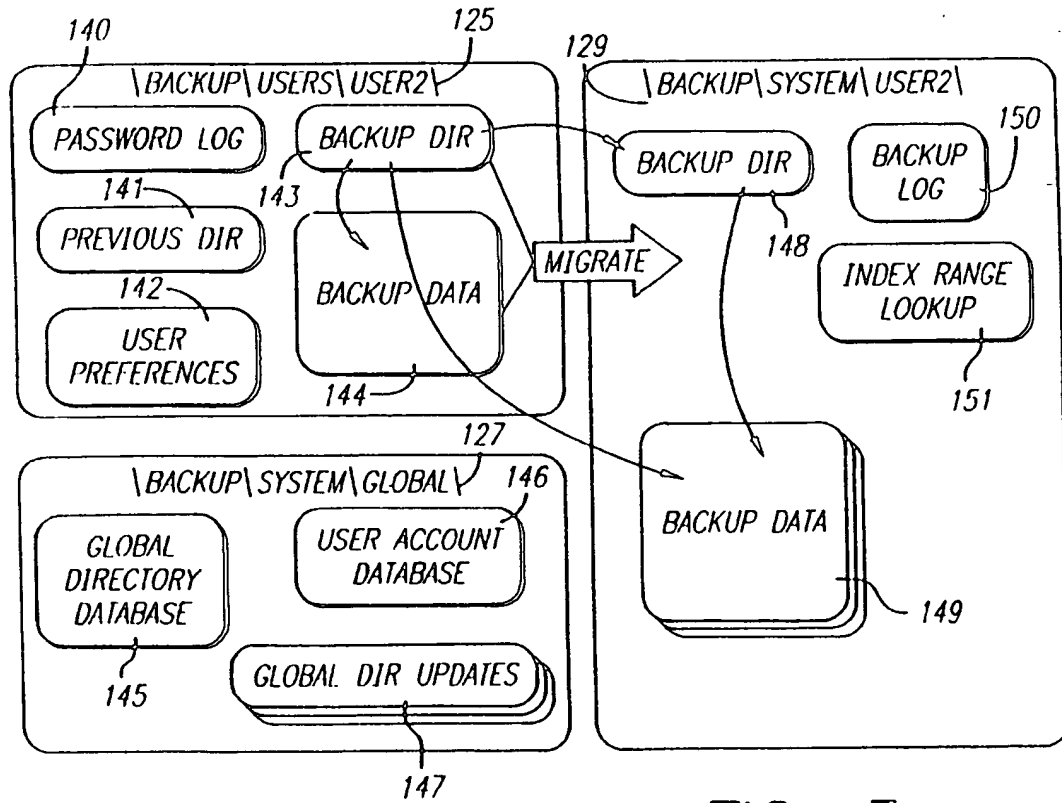 140
125
\BACKUP\USERS\USER2\
PASSWORD LOG
BACKUP DIR
143
141
PREVIOUS DIR
142
USER
PREFERENCES
BACKUP DATA
144
MIGRATE
129
\BACKUP\SYSTEM\USER2\
BACKUP DIR
148
BACKUP
LOG
150
INDEX RANGE
LOOKUP
151
BACKUP DATA
149
127
\BACKUP\SYSTEM\GLOBAL\
GLOBAL
DIRECTORY
DATABASE
145
146
USER ACCOUNT
DATABASE
GLOBAL DIR UPDATES
147